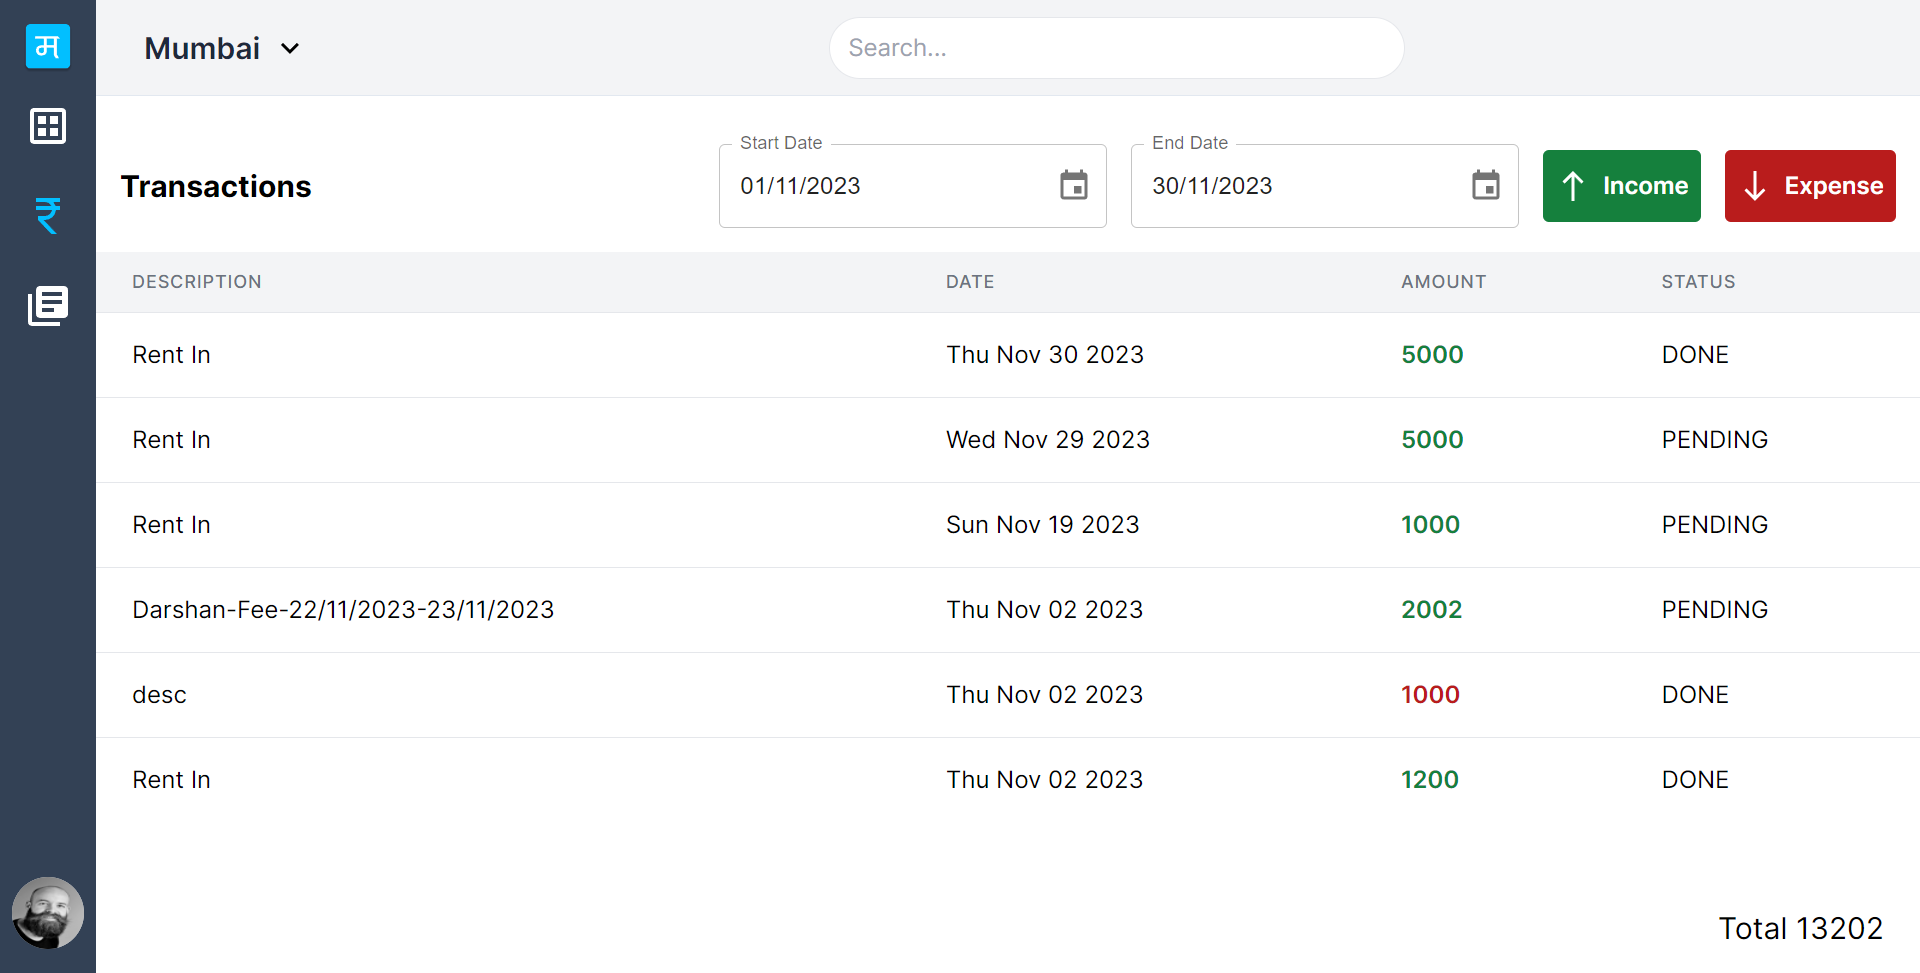 म
Mumbai
Search...
Transactions
Start Date
01/11/2023
End Date
30/11/2023
Income
Expense
DESCRIPTION DATE AMOUNT STATUS
Rent In Thu Nov 30 2023 5000 DONE
Rent In Wed Nov 29 2023 5000 PENDING
Rent In Sun Nov 19 2023 1000 PENDING
Darshan-Fee-22/11/2023-23/11/2023 Thu Nov 02 2023 2002 PENDING
desc Thu Nov 02 2023 1000 DONE
Rent In Thu Nov 02 2023 1200 DONE
Total 13202